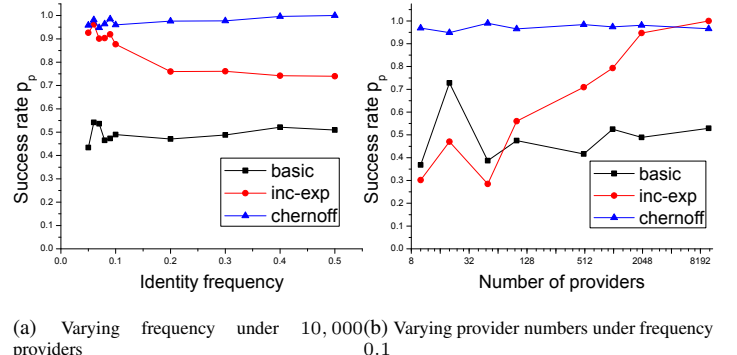 1.0
0.9
0.8
0.7
0.6
0.5
0.4
0.3
0.2
0.1
0.0
Success rate pp
basic
inc-exp
chernoff
0.0 0.1 0.2 0.3 0.4 0.5
Identity frequency
1.0
0.9
0.8
0.7
0.6
0.5
0.4
0.3
0.2
0.1
0.0
Success rate pp
basic
inc-exp
chernoff
8 32 128 512 2048 8192
Number of providers
(a) Varying frequency under 10,000
providers
(b) Varying provider numbers under frequency
0.1